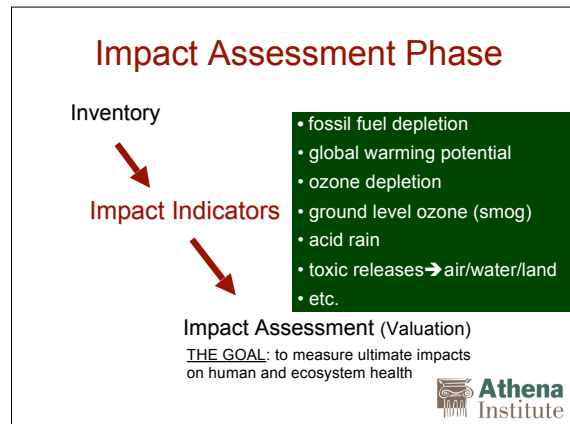 Impact Assessment Phase
Inventory
Impact Indicators
• fossil fuel depletion
• global warming potential
• ozone depletion
• ground level ozone (smog)
• acid rain
• toxic releases➔air/water/land
• etc.
Impact Assessment (Valuation)
THE GOAL: to measure ultimate impacts
on human and ecosystem health
Athena
Institute